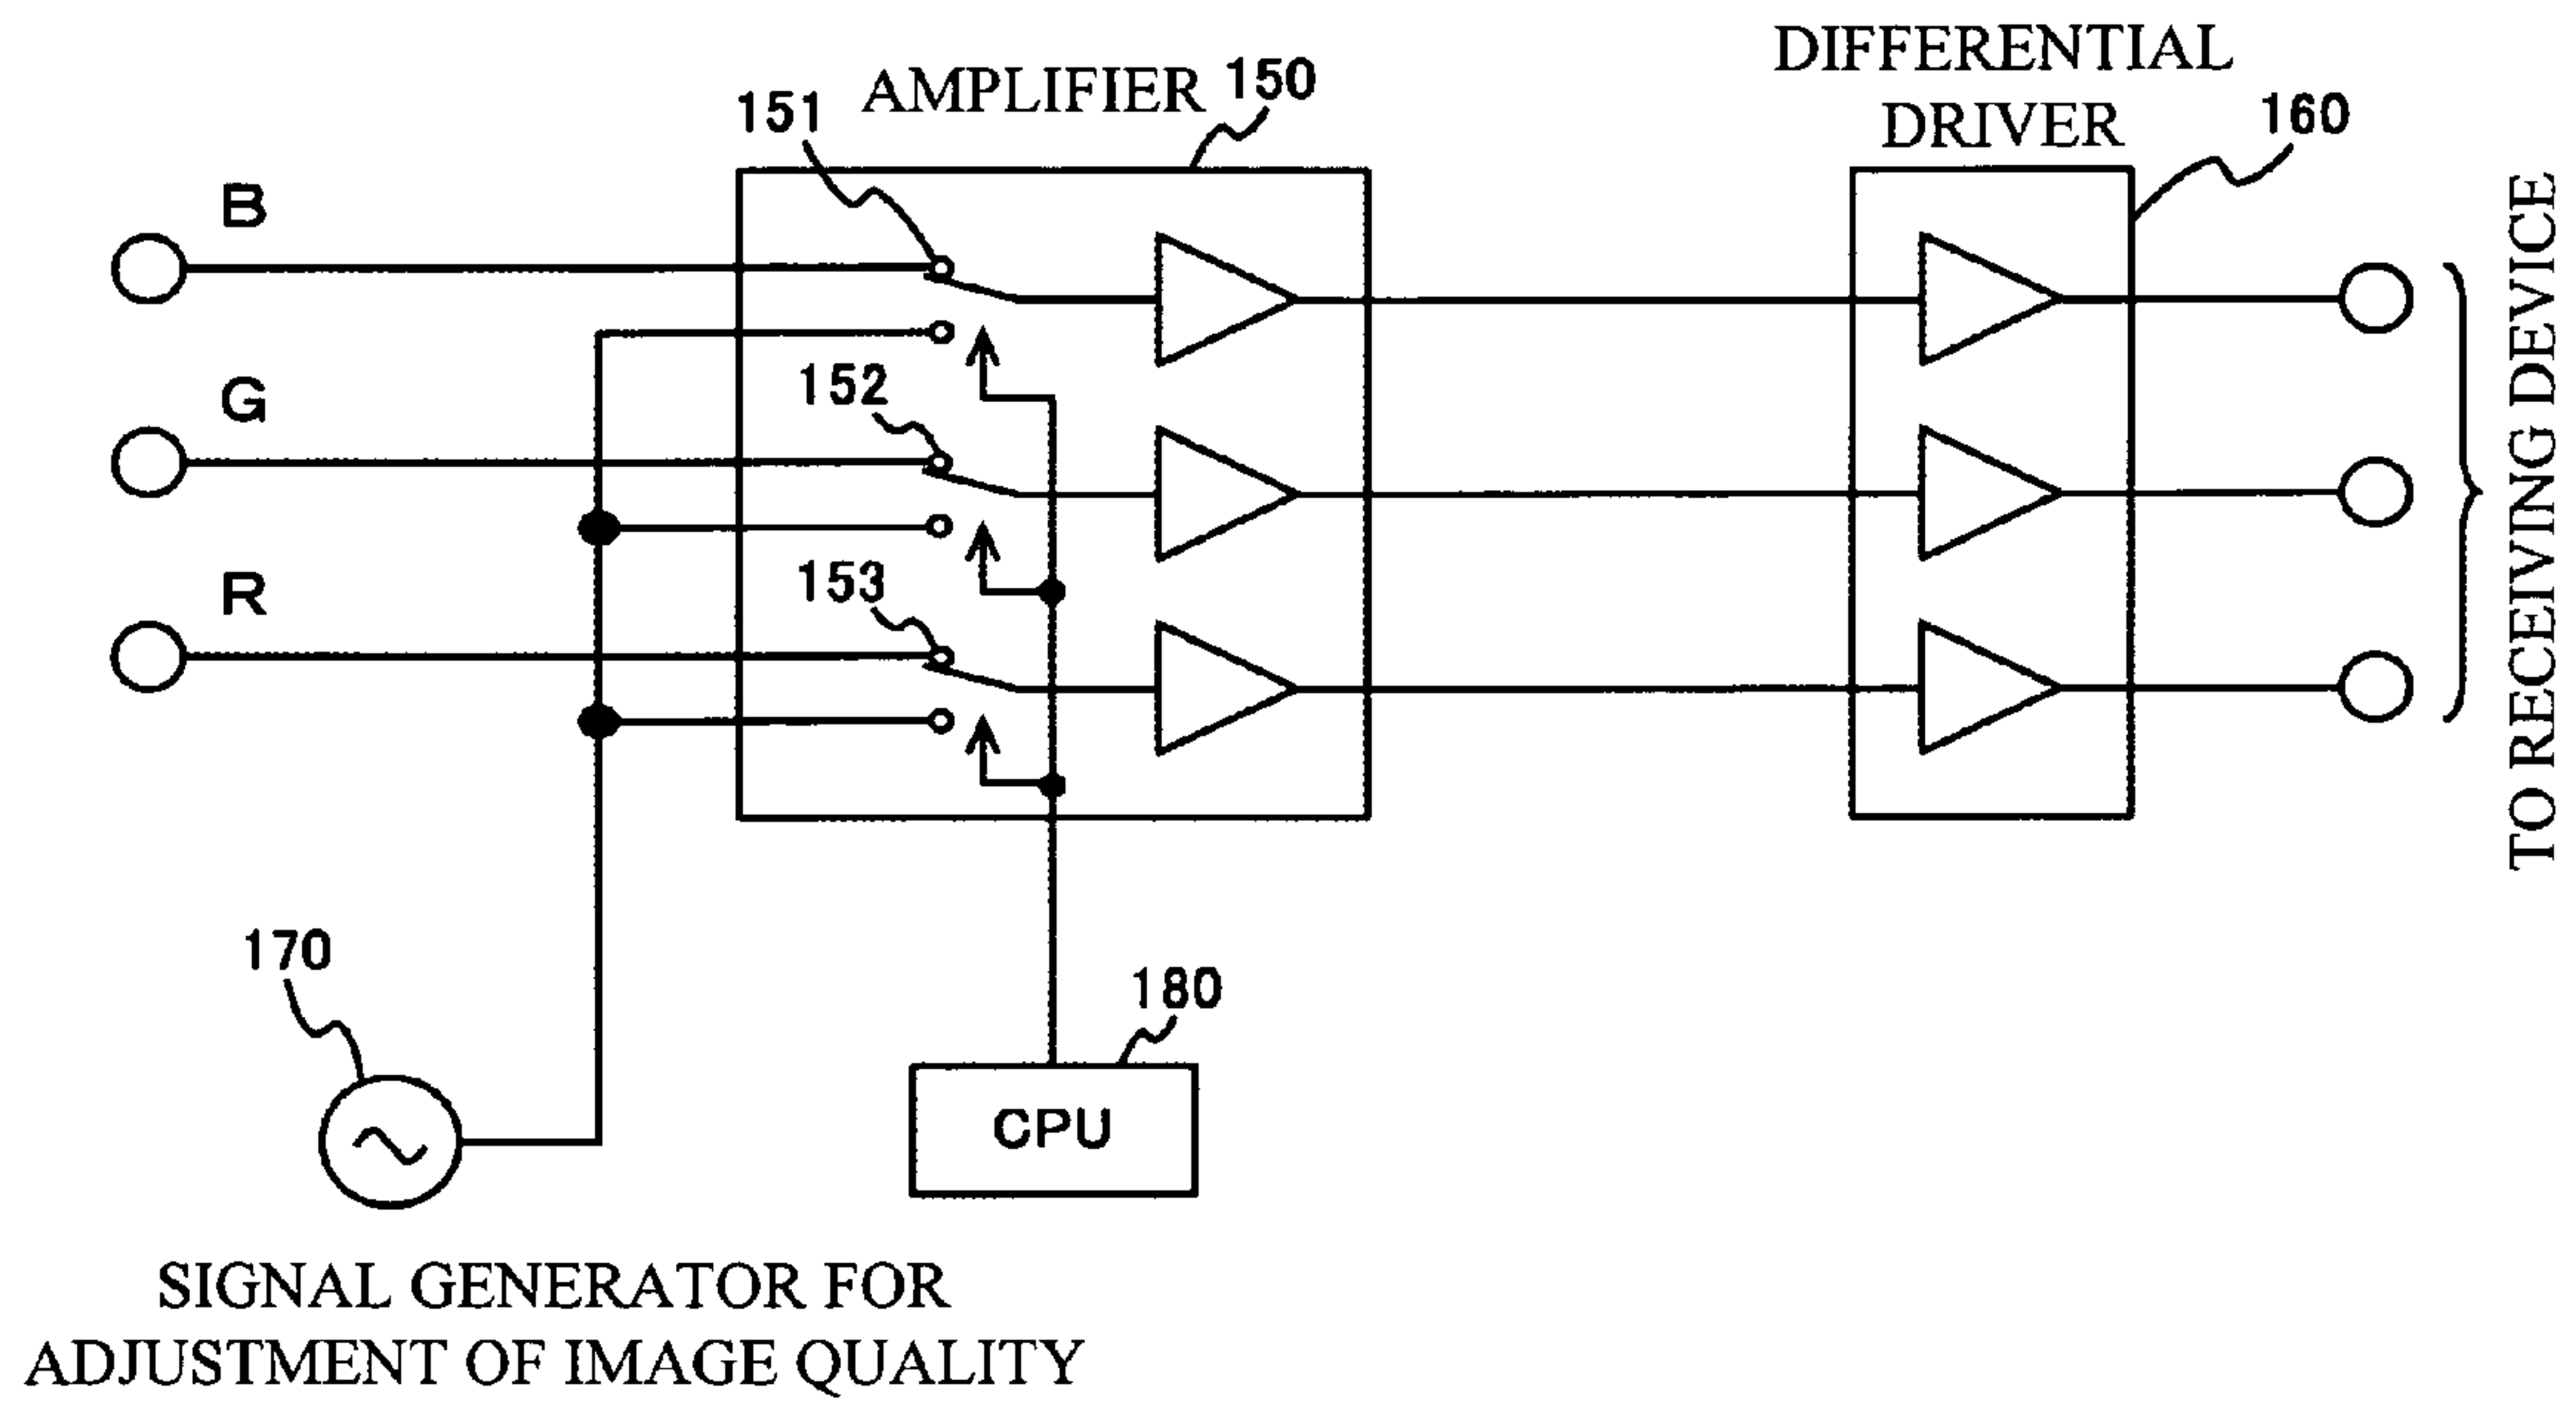 DIFFERENTIAL
DRIVER
160
AMPLIFIER 150
151
B
152
G
153
R
TO RECEIVING DEVICE
170
180
CPU
SIGNAL GENERATOR FOR
ADJUSTMENT OF IMAGE QUALITY